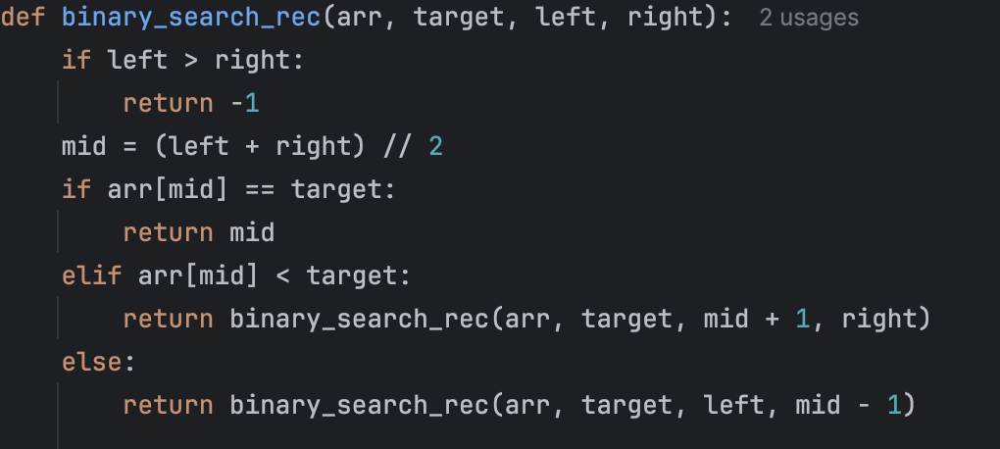 def binary_search_rec(arr, target, left, right):  2 usages
    if left > right:
        return -1
    mid = (left + right) // 2
    if arr[mid] == target:
        return mid
    elif arr[mid] < target:
        return binary_search_rec(arr, target, mid + 1, right)
    else:
        return binary_search_rec(arr, target, left, mid - 1)